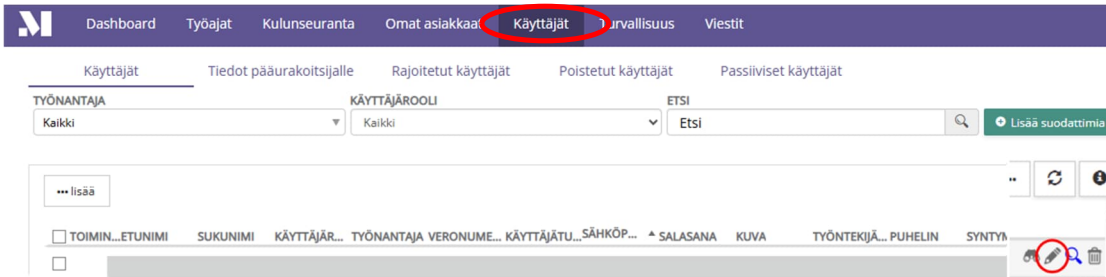 Dashboard Työajat Kulunseuranta Omat asiakkaat Käyttäjät Turvallisuus Viestit
Käyttäjät Tiedot pääurakoitsijalle Rajoitetut käyttäjät Poistetut käyttäjät Passiiviset käyttäjät
TYÖNANTAJA KÄYTTÄJÄROOLI ETSI
Kaikki Kaikki Etsi Lisää suodattimia
••• lisää
TOIMIN...ETUNIMI SUKUNIMI KÄYTTÄJÄR... TYÖNANTAJA VERONUME... KÄYTTÄJÄTU...SÄHKÖP... SALASANA KUVA TYÖNTEKIJÄ... PUHELIN SYNTYM